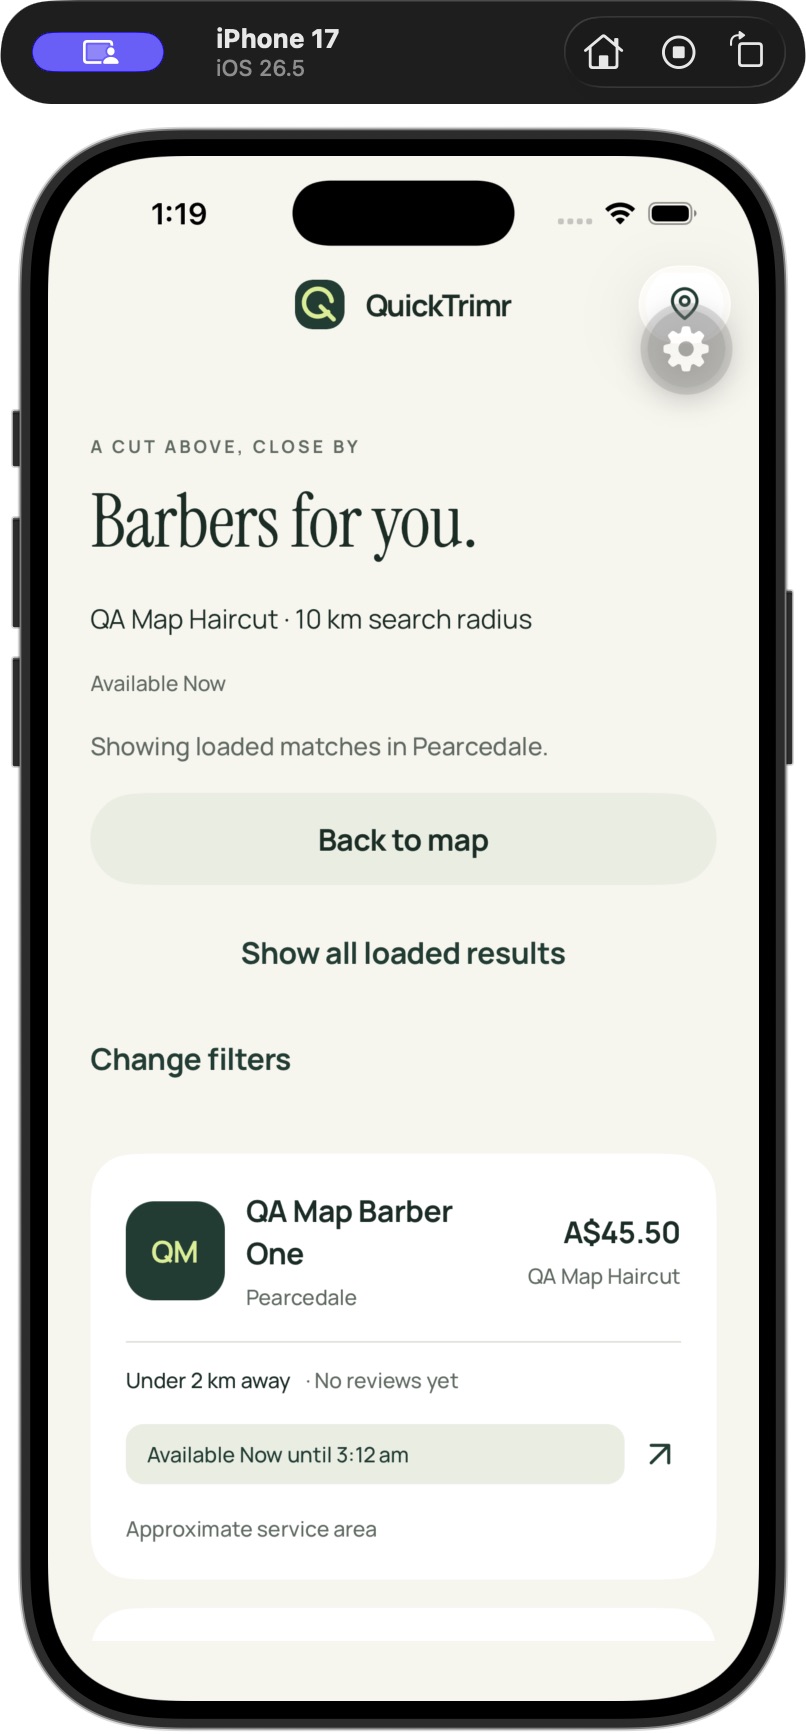 iPhone 17
iOS 26.5
1:19
QuickTrimr
A CUT ABOVE, CLOSE BY
Barbers for you.
QA Map Haircut · 10 km search radius
Available Now
Showing loaded matches in Pearcedale.
Back to map
Show all loaded results
Change filters
QM
QA Map Barber
One
Pearcedale
A$45.50
QA Map Haircut
Under 2 km away · No reviews yet
Available Now until 3:12 am
Approximate service area